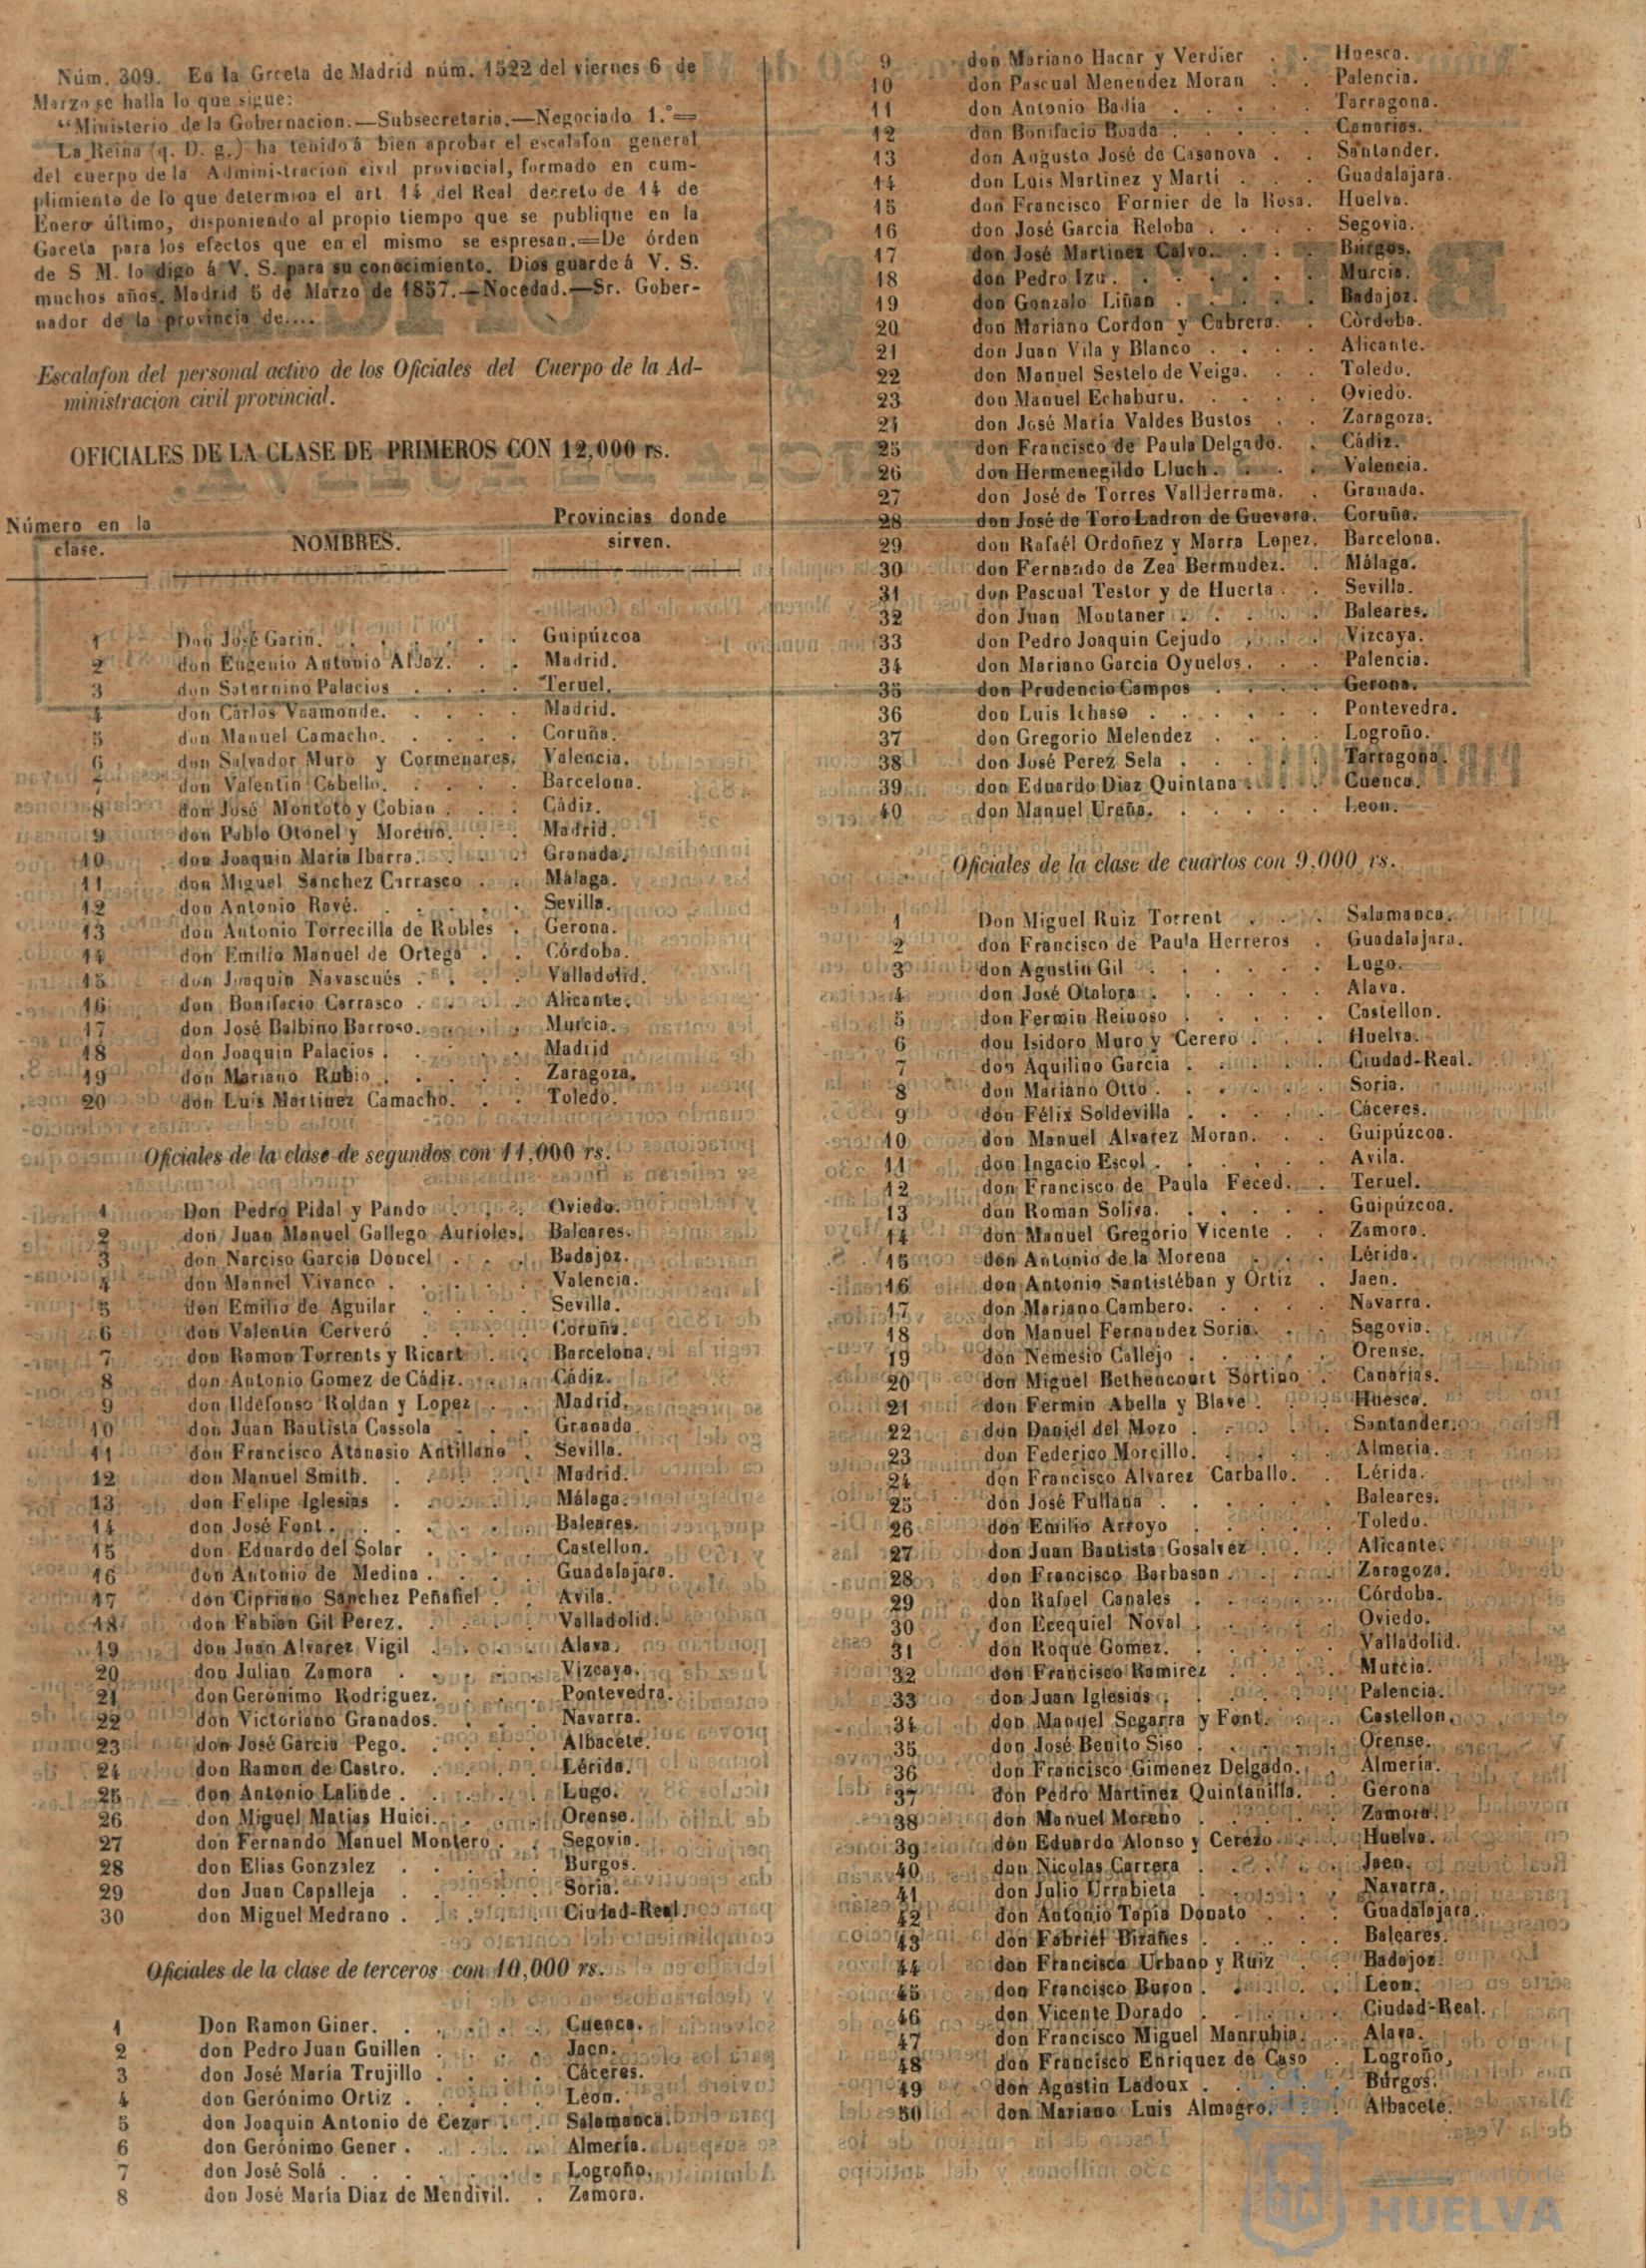 Núm. 309. En la Grceta de Madrid núm. 1522 del viernes 6 de
Marzo se halla lo que sigue:
“Ministerio de la Gobernacion.—Subsecretaria.—Negociado 1.°=
La Reina (q. D. g.) ha tenido á bien aprobar el escalafon general
del cuerpo de la Administracion civil provincial, formado en cum-
plimiento de lo que determina el art 14 del Real decreto de 14 de
Enero último, disponiendo al propio tiempo que se publique en la
Gaceta para los efectos que en el mismo se espresan.=De órden
de S M. lo digo á V. S. para su conocimiento. Dios guarde á V. S.
muchos años. Madrid 5 de Marzo de 1857.—Nocedal.—Sr. Gober-
nador de la provincia de....
Escalafon del personal activo de los Oficiales del Cuerpo de la Ad-
ministracion civil provincial.
OFICIALES DE LA CLASE DE PRIMEROS CON 12,000 rs.
Número en la clase. NOMBRES. Provincias donde sirven.
1 Don José Garin. . . . . . . Guipúzcoa
2 don Eugenio Antonio Aldaz. . . Madrid.
3 don Saturnino Palacios . . . . Teruel.
4 don Cárlos Vaamonde. . . . . Madrid.
5 don Manuel Camacho. . . . . Coruña.
6 don Salvador Muro y Cormenares. Valencia.
7 don Valentin Cabello. . . . . Barcelona.
8 don José Montoto y Cobian . . . Cádiz.
9 don Pablo Otonel y Moreno. . . Madrid.
10 don Joaquin María Ibarra. . . . Granada.
11 don Miguel Sanchez Carrasco . . Málaga.
12 don Antonio Ravé. . . . . . Sevilla.
13 don Antonio Torrecilla de Robles . Gerona.
14 don Emilio Manuel de Ortega . . Córdoba.
15 don Joaquin Navascués . . . . Valladolid.
16 don Bonifacio Carrasco . . . . Alicante.
17 don José Balbino Barroso. . . . Murcia.
18 don Joaquin Palacios . . . . . Madrid
19 don Mariano Rubio . . . . . Zaragoza.
20 don Luis Martinez Camacho. . . Toledo.
Oficiales de la clase de segundos con 11,000 rs.
1 Don Pedro Pidal y Pando . . . Oviedo.
2 don Juan Manuel Gallego Aurioles. Baleares.
3 don Narciso Garcia Doncel . . . Badajoz.
4 don Manuel Vivanco . . . . . Valencia.
5 don Emilio de Aguilar . . . . Sevilla.
6 don Valentin Cerveró . . . . Coruña.
7 don Ramon Torrents y Ricart . . Barcelona.
8 don Antonio Gomez de Cádiz. . . Cádiz.
9 don Ildefonso Roldan y Lopez . . Madrid.
10 don Juan Bautista Cassola . . . Granada.
11 don Francisco Atanasio Antillano . Sevilla.
12 don Manuel Smith. . . . . . Madrid.
13 don Felipe Iglesias . . . . . Málaga.
14 don José Font. . . . . . . Baleares.
15 don Eduardo del Solar . . . . Castellon.
16 don Antonio de Medina . . . . Guadalajara.
17 don Cipriano Sanchez Peñafiel . . Avila.
18 don Fabian Gil Perez. . . . . Valladolid.
19 don Juan Alvarez Vigil . . . . Alava.
20 don Julian Zamora . . . . . Vizcaya.
21 don Gerónimo Rodriguez. . . . Pontevedra.
22 don Victoriano Granados. . . . Navarra.
23 don José Garcia Pego. . . . . Albacete.
24 don Ramon de Castro. . . . . Lérida.
25 don Antonio Lalinde . . . . . Lugo.
26 don Miguel Matias Huici. . . . Orense.
27 don Fernando Manuel Montero . . Segovia.
28 don Elias Gonzalez . . . . . Burgos.
29 don Juan Capalleja . . . . . Soria.
30 don Miguel Medrano . . . . . Ciudad-Real.
Oficiales de la clase de terceros con 10,000 rs.
1 Don Ramon Giner. . . . . . Cuenca.
2 don Pedro Juan Guillen . . . . Jaen.
3 don José María Trujillo . . . . Cáceres.
4 don Gerónimo Ortiz . . . . . Leon.
5 don Joaquin Antonio de Cezar . . Salamanca.
6 don Gerónimo Gener . . . . . Almería.
7 don José Solá . . . . . . . Logroño.
8 don José María Diaz de Mendivil. . Zamora.
9 don Mariano Hacar y Verdier . . Huesca.
10 don Pascual Menendez Moran . . Palencia.
11 don Antonio Badía . . . . . Tarragona.
12 don Bonifacio Boada . . . . . Canarias.
13 don Augusto José de Casanova . . Santander.
14 don Luis Martinez y Martí . . . Guadalajara.
15 don Francisco Fornier de la Rosa. Huelva.
16 don José Garcia Reloba . . . . Segovia.
17 don José Martinez Calvo. . . . Burgos.
18 don Pedro Izu. . . . . . . Murcia.
19 don Gonzalo Liñan . . . . . Badajoz.
20 don Mariano Cordon y Cabrera. . Córdoba.
21 don Juan Vila y Blanco . . . . Alicante.
22 don Manuel Sestelo de Veiga. . . Toledo.
23 don Manuel Echaburu. . . . . Oviedo.
24 don José María Valdes Bustos . . Zaragoza.
25 don Francisco de Paula Delgado. . Cádiz.
26 don Hermenegildo Lluch. . . . Valencia.
27 don José de Torres Vallderrama. . Granada.
28 don José de Toro Ladron de Guevara. Coruña.
29 don Rafaél Ordoñez y Marra Lopez. Barcelona.
30 don Fernando de Zea Bermudez. . Málaga.
31 don Pascual Testor y de Huerta . . Sevilla.
32 don Juan Moutaner . . . . . Baleares.
33 don Pedro Joaquin Cejudo . . . Vizcaya.
34 don Mariano Garcia Oyuelos. . . Palencia.
35 don Prudencio Campos . . . . Gerona.
36 don Luis Ichaso . . . . . . Pontevedra.
37 don Gregorio Melendez . . . . Logroño.
38 don José Perez Sela . . . . . Tarragona.
39 don Eduardo Diaz Quintana . . . Cuenca.
40 don Manuel Ureña. . . . . . Leon.
Oficiales de la clase de cuartos con 9,000 rs.
1 Don Miguel Ruiz Torrent . . . Salamanca.
2 don Francisco de Paula Herreros . Guadalajara.
3 don Agustin Gil . . . . . . Lugo.
4 don José Otalora . . . . . . Alava.
5 don Fermin Reinoso . . . . . Castellon.
6 dou Isidoro Muro y Cerero . . . Huelva.
7 don Aquilino Garcia . . . . . Ciudad-Real.
8 don Mariano Otto . . . . . . Soria.
9 don Félix Soldevilla . . . . . Cáceres.
10 don Manuel Alvarez Moran. . . Guipúzcoa.
11 don Ingacio Escol . . . . . . Avila.
12 don Francisco de Paula Feced. . Teruel.
13 don Roman Soliva. . . . . . Guipúzcoa.
14 don Manuel Gregorio Vicente . . Zamora.
15 don Antonio de la Morena . . . Lérida.
16 don Antonio Santistéban y Ortiz . Jaen.
17 don Mariano Cambero. . . . . Navarra.
18 don Manuel Fernandez Soria. . . Segovia.
19 don Nemesio Callejo . . . . . Orense.
20 don Miguel Bethencourt Sortino . Canarias.
21 don Fermin Abella y Blave . . . Huesca.
22 don Daniel del Mozo . . . . . Santander.
23 don Federico Morcillo. . . . . Almería.
24 don Francisco Alvarez Carballo. . Lérida.
25 don José Fullana . . . . . . Baleares.
26 don Emilio Arroyo . . . . . Toledo.
27 don Juan Bautista Gosalvez . . . Alicante.
28 don Francisco Barbasan . . . . Zaragoza.
29 don Rafael Canales . . . . . Córdoba.
30 don Ecequiel Noval . . . . . Oviedo.
31 don Roque Gomez. . . . . . Valladolid.
32 don Francisco Ramirez . . . . Murcia.
33 don Juan Iglesias . . . . . . Palencia.
34 don Manuel Segarra y Font. . . Castellon.
35 don José Benito Siso . . . . . Orense.
36 don Francisco Gimenez Delgado. . Almería.
37 don Pedro Martinez Quintanilla. . Gerona
38 don Manuel Moreno . . . . . Zamora.
39 don Eduardo Alonso y Cerezo . . Huelva.
40 don Nicolas Carrera . . . . . Jaen.
41 don Julio Urrabieta . . . . . Navarra.
42 don Antonio Tapia Donato . . . Guadalajara.
43 don Fabriel Bizañes . . . . . Baleares.
44 don Francisco Urbano y Ruiz . . Badajoz.
45 don Francisco Buron . . . . . Leon.
46 don Vicente Dorado . . . . . Ciudad-Real.
47 don Francisco Miguel Manrubia. . Alava.
48 don Francisco Enriquez de Caso . Logroño,
49 don Agustin Ladoux . . . . . Búrgos.
50 don Mariano Luis Almagro. . . Albacete.
Ayuntamiento de
HUELVA